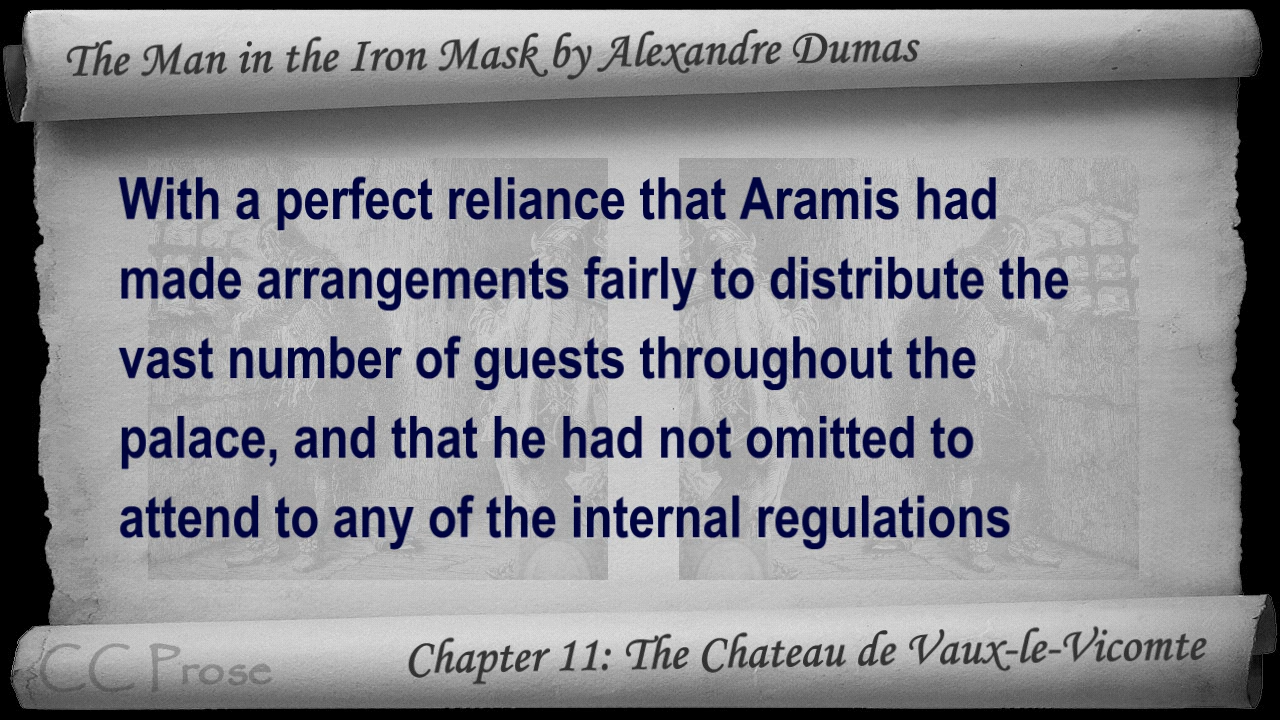 The Man in the Iron Mask by Alexandre Dumas
With a perfect reliance that Aramis had
made arrangements fairly to distribute the
vast number of guests throughout the
palace, and that he had not omitted to
attend to any of the internal regulations
CC Prose
Chapter 11: The Chateau de Vaux-le-Vicomte